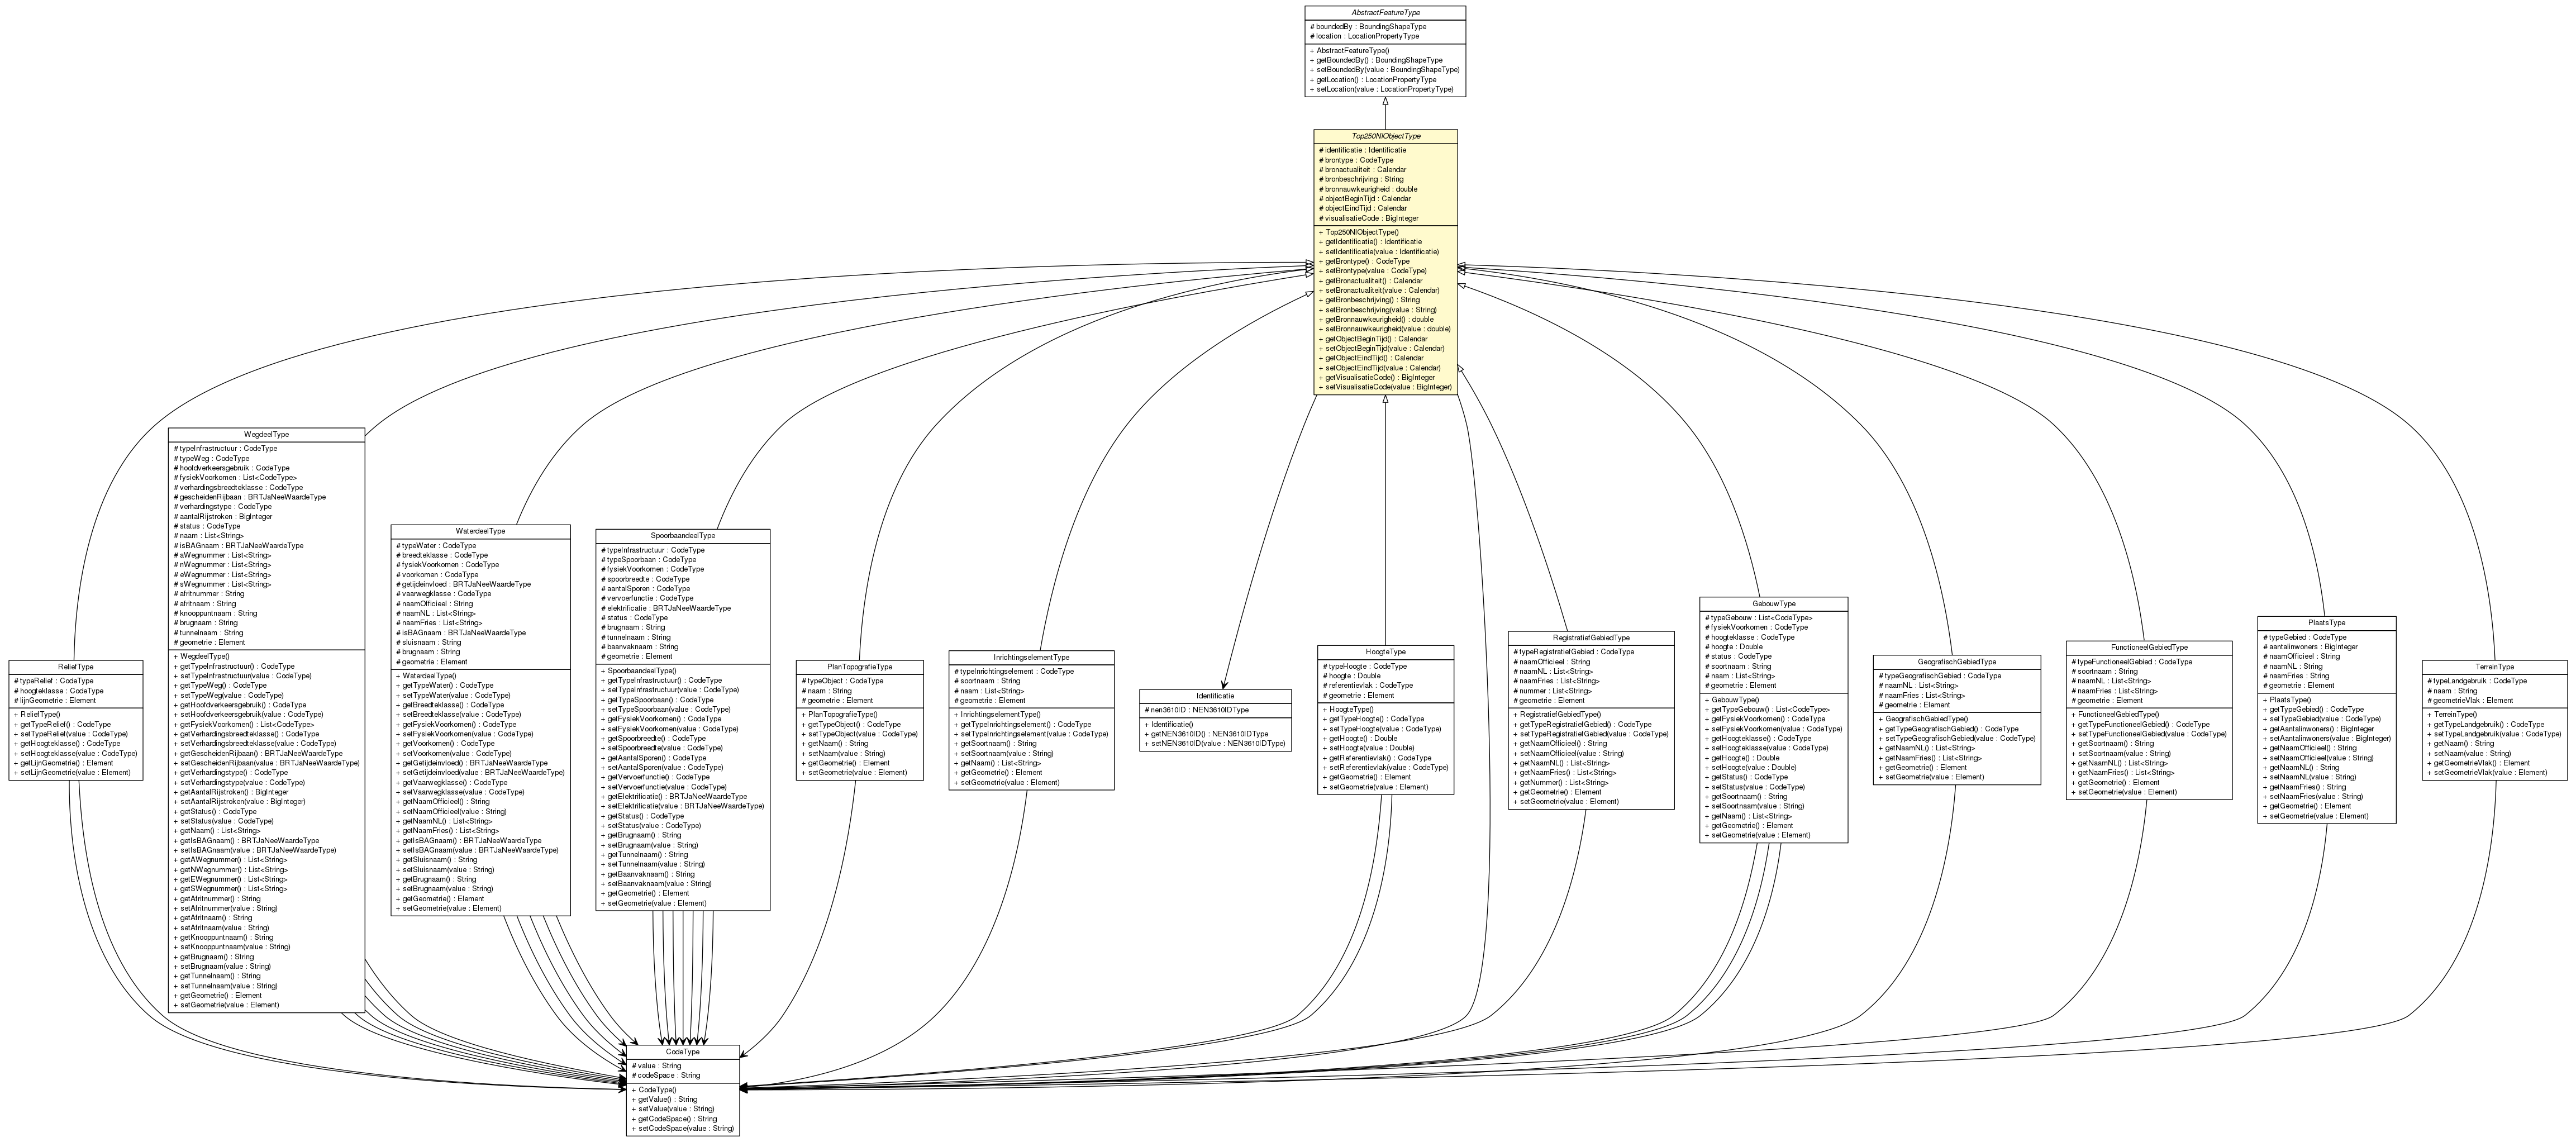 AbstractFeatureType
# boundedBy : BoundingShapeType
# location : LocationPropertyType
+ AbstractFeatureType()
+ getBoundedBy() : BoundingShapeType
+ setBoundedBy(value : BoundingShapeType)
+ getLocation() : LocationPropertyType
+ setLocation(value : LocationPropertyType)
Top250NlObjectType
# identificatie : Identificatie
# brontype : CodeType
# bronactualiteit : Calendar
# bronbeschrijving : String
# bronnauwkeurigheid : double
# objectBeginTijd : Calendar
# objectEindTijd : Calendar
# visualisatieCode : BigInteger
+ Top250NlObjectType()
+ getIdentificatie() : Identificatie
+ setIdentificatie(value : Identificatie)
+ getBrontype() : CodeType
+ setBrontype(value : CodeType)
+ getBronactualiteit() : Calendar
+ setBronactualiteit(value : Calendar)
+ getBronbeschrijving() : String
+ setBronbeschrijving(value : String)
+ getBronnauwkeurigheid() : double
+ setBronnauwkeurigheid(value : double)
+ getObjectBeginTijd() : Calendar
+ setObjectBeginTijd(value : Calendar)
+ getObjectEindTijd() : Calendar
+ setObjectEindTijd(value : Calendar)
+ getVisualisatieCode() : BigInteger
+ setVisualisatieCode(value : BigInteger)
ReliefType
# typeRelief : CodeType
# hoogteklasse : CodeType
# lijnGeometrie : Element
+ ReliefType()
+ getTypeRelief() : CodeType
+ setTypeRelief(value : CodeType)
+ getHoogteklasse() : CodeType
+ setHoogteklasse(value : CodeType)
+ getLijnGeometrie() : Element
+ setLijnGeometrie(value : Element)
WegdeelType
# typeInfrastructuur : CodeType
# typeWeg : CodeType
# hoofdverkeersgebruik : CodeType
# fysiekVoorkomen : List<CodeType>
# verhardingsbreedteklasse : CodeType
# gescheidenRijbaan : BRTJaNeeWaardeType
# verhardingstype : CodeType
# aantalRijstroken : BigInteger
# status : CodeType
# naam : List<String>
# isBAGnaam : BRTJaNeeWaardeType
# aWegnummer : List<String>
# nWegnummer : List<String>
# eWegnummer : List<String>
# sWegnummer : List<String>
# afritnummer : String
# afritnaam : String
# knooppuntnaam : String
# brugnaam : String
# tunnelnaam : String
# geometrie : Element
+ WegdeelType()
+ getTypeInfrastructuur() : CodeType
+ setTypeInfrastructuur(value : CodeType)
+ getTypeWeg() : CodeType
+ setTypeWeg(value : CodeType)
+ getHoofdverkeersgebruik() : CodeType
+ setHoofdverkeersgebruik(value : CodeType)
+ getFysiekVoorkomen() : List<CodeType>
+ getVerhardingsbreedteklasse() : CodeType
+ setVerhardingsbreedteklasse(value : CodeType)
+ getGescheidenRijbaan() : BRTJaNeeWaardeType
+ setGescheidenRijbaan(value : BRTJaNeeWaardeType)
+ getVerhardingstype() : CodeType
+ setVerhardingstype(value : CodeType)
+ getAantalRijstroken() : BigInteger
+ setAantalRijstroken(value : BigInteger)
+ getStatus() : CodeType
+ setStatus(value : CodeType)
+ getNaam() : List<String>
+ getIsBAGnaam() : BRTJaNeeWaardeType
+ setIsBAGnaam(value : BRTJaNeeWaardeType)
+ getAWegnummer() : List<String>
+ getNWegnummer() : List<String>
+ getEWegnummer() : List<String>
+ getSWegnummer() : List<String>
+ getAfritnummer() : String
+ setAfritnummer(value : String)
+ getAfritnaam() : String
+ setAfritnaam(value : String)
+ getKnooppuntnaam() : String
+ setKnooppuntnaam(value : String)
+ getBrugnaam() : String
+ setBrugnaam(value : String)
+ getTunnelnaam() : String
+ setTunnelnaam(value : String)
+ getGeometrie() : Element
+ setGeometrie(value : Element)
WaterdeelType
# typeWater : CodeType
# breedteklasse : CodeType
# fysiekVoorkomen : CodeType
# voorkomen : CodeType
# getijdeinvloed : BRTJaNeeWaardeType
# vaarwegklasse : CodeType
# naamOfficieel : String
# naamNL : List<String>
# naamFries : List<String>
# isBAGnaam : BRTJaNeeWaardeType
# sluisnaam : String
# brugnaam : String
# geometrie : Element
+ WaterdeelType()
+ getTypeWater() : CodeType
+ setTypeWater(value : CodeType)
+ getBreedteklasse() : CodeType
+ setBreedteklasse(value : CodeType)
+ getFysiekVoorkomen() : CodeType
+ setFysiekVoorkomen(value : CodeType)
+ getVoorkomen() : CodeType
+ setVoorkomen(value : CodeType)
+ getGetijdeinvloed() : BRTJaNeeWaardeType
+ setGetijdeinvloed(value : BRTJaNeeWaardeType)
+ getVaarwegklasse() : CodeType
+ setVaarwegklasse(value : CodeType)
+ getNaamOfficieel() : String
+ setNaamOfficieel(value : String)
+ getNaamNL() : List<String>
+ getNaamFries() : List<String>
+ getIsBAGnaam() : BRTJaNeeWaardeType
+ setIsBAGnaam(value : BRTJaNeeWaardeType)
+ getSluisnaam() : String
+ setSluisnaam(value : String)
+ getBrugnaam() : String
+ setBrugnaam(value : String)
+ getGeometrie() : Element
+ setGeometrie(value : Element)
SpoorbaandeelType
# typeInfrastructuur : CodeType
# typeSpoorbaan : CodeType
# fysiekVoorkomen : CodeType
# spoorbreedte : CodeType
# aantalSporen : CodeType
# vervoerfunctie : CodeType
# elektrificatie : BRTJaNeeWaardeType
# status : CodeType
# brugnaam : String
# tunnelnaam : String
# baanvaknaam : String
# geometrie : Element
+ SpoorbaandeelType()
+ getTypeInfrastructuur() : CodeType
+ setTypeInfrastructuur(value : CodeType)
+ getTypeSpoorbaan() : CodeType
+ setTypeSpoorbaan(value : CodeType)
+ getFysiekVoorkomen() : CodeType
+ setFysiekVoorkomen(value : CodeType)
+ getSpoorbreedte() : CodeType
+ setSpoorbreedte(value : CodeType)
+ getAantalSporen() : CodeType
+ setAantalSporen(value : CodeType)
+ getVervoerfunctie() : CodeType
+ setVervoerfunctie(value : CodeType)
+ getElektrificatie() : BRTJaNeeWaardeType
+ setElektrificatie(value : BRTJaNeeWaardeType)
+ getStatus() : CodeType
+ setStatus(value : CodeType)
+ getBrugnaam() : String
+ setBrugnaam(value : String)
+ getTunnelnaam() : String
+ setTunnelnaam(value : String)
+ getBaanvaknaam() : String
+ setBaanvaknaam(value : String)
+ getGeometrie() : Element
+ setGeometrie(value : Element)
PlanTopografieType
# typeObject : CodeType
# naam : String
# geometrie : Element
+ PlanTopografieType()
+ getTypeObject() : CodeType
+ setTypeObject(value : CodeType)
+ getNaam() : String
+ setNaam(value : String)
+ getGeometrie() : Element
+ setGeometrie(value : Element)
InrichtingselementType
# typeInrichtingselement : CodeType
# soortnaam : String
# naam : List<String>
# geometrie : Element
+ InrichtingselementType()
+ getTypeInrichtingselement() : CodeType
+ setTypeInrichtingselement(value : CodeType)
+ getSoortnaam() : String
+ setSoortnaam(value : String)
+ getNaam() : List<String>
+ getGeometrie() : Element
+ setGeometrie(value : Element)
Identificatie
# nen3610ID : NEN3610IDType
+ Identificatie()
+ getNEN3610ID() : NEN3610IDType
+ setNEN3610ID(value : NEN3610IDType)
HoogteType
# typeHoogte : CodeType
# hoogte : Double
# referentievlak : CodeType
# geometrie : Element
+ HoogteType()
+ getTypeHoogte() : CodeType
+ setTypeHoogte(value : CodeType)
+ getHoogte() : Double
+ setHoogte(value : Double)
+ getReferentievlak() : CodeType
+ setReferentievlak(value : CodeType)
+ getGeometrie() : Element
+ setGeometrie(value : Element)
RegistratiefGebiedType
# typeRegistratiefGebied : CodeType
# naamOfficieel : String
# naamNL : List<String>
# naamFries : List<String>
# nummer : List<String>
# geometrie : Element
+ RegistratiefGebiedType()
+ getTypeRegistratiefGebied() : CodeType
+ setTypeRegistratiefGebied(value : CodeType)
+ getNaamOfficieel() : String
+ setNaamOfficieel(value : String)
+ getNaamNL() : List<String>
+ getNaamFries() : List<String>
+ getNummer() : List<String>
+ getGeometrie() : Element
+ setGeometrie(value : Element)
GebouwType
# typeGebouw : List<CodeType>
# fysiekVoorkomen : CodeType
# hoogteklasse : CodeType
# hoogte : Double
# status : CodeType
# soortnaam : String
# naam : List<String>
# geometrie : Element
+ GebouwType()
+ getTypeGebouw() : List<CodeType>
+ getFysiekVoorkomen() : CodeType
+ setFysiekVoorkomen(value : CodeType)
+ getHoogteklasse() : CodeType
+ setHoogteklasse(value : CodeType)
+ getHoogte() : Double
+ setHoogte(value : Double)
+ getStatus() : CodeType
+ setStatus(value : CodeType)
+ getSoortnaam() : String
+ setSoortnaam(value : String)
+ getNaam() : List<String>
+ getGeometrie() : Element
+ setGeometrie(value : Element)
GeografischGebiedType
# typeGeografischGebied : CodeType
# naamNL : List<String>
# naamFries : List<String>
# geometrie : Element
+ GeografischGebiedType()
+ getTypeGeografischGebied() : CodeType
+ setTypeGeografischGebied(value : CodeType)
+ getNaamNL() : List<String>
+ getNaamFries() : List<String>
+ getGeometrie() : Element
+ setGeometrie(value : Element)
FunctioneelGebiedType
# typeFunctioneelGebied : CodeType
# soortnaam : String
# naamNL : List<String>
# naamFries : List<String>
# geometrie : Element
+ FunctioneelGebiedType()
+ getTypeFunctioneelGebied() : CodeType
+ setTypeFunctioneelGebied(value : CodeType)
+ getSoortnaam() : String
+ setSoortnaam(value : String)
+ getNaamNL() : List<String>
+ getNaamFries() : List<String>
+ getGeometrie() : Element
+ setGeometrie(value : Element)
PlaatsType
# typeGebied : CodeType
# aantalinwoners : BigInteger
# naamOfficieel : String
# naamNL : String
# naamFries : String
# geometrie : Element
+ PlaatsType()
+ getTypeGebied() : CodeType
+ setTypeGebied(value : CodeType)
+ getAantalinwoners() : BigInteger
+ setAantalinwoners(value : BigInteger)
+ getNaamOfficieel() : String
+ setNaamOfficieel(value : String)
+ getNaamNL() : String
+ setNaamNL(value : String)
+ getNaamFries() : String
+ setNaamFries(value : String)
+ getGeometrie() : Element
+ setGeometrie(value : Element)
TerreinType
# typeLandgebruik : CodeType
# naam : String
# geometrieVlak : Element
+ TerreinType()
+ getTypeLandgebruik() : CodeType
+ setTypeLandgebruik(value : CodeType)
+ getNaam() : String
+ setNaam(value : String)
+ getGeometrieVlak() : Element
+ setGeometrieVlak(value : Element)
CodeType
# value : String
# codeSpace : String
+ CodeType()
+ getValue() : String
+ setValue(value : String)
+ getCodeSpace() : String
+ setCodeSpace(value : String)